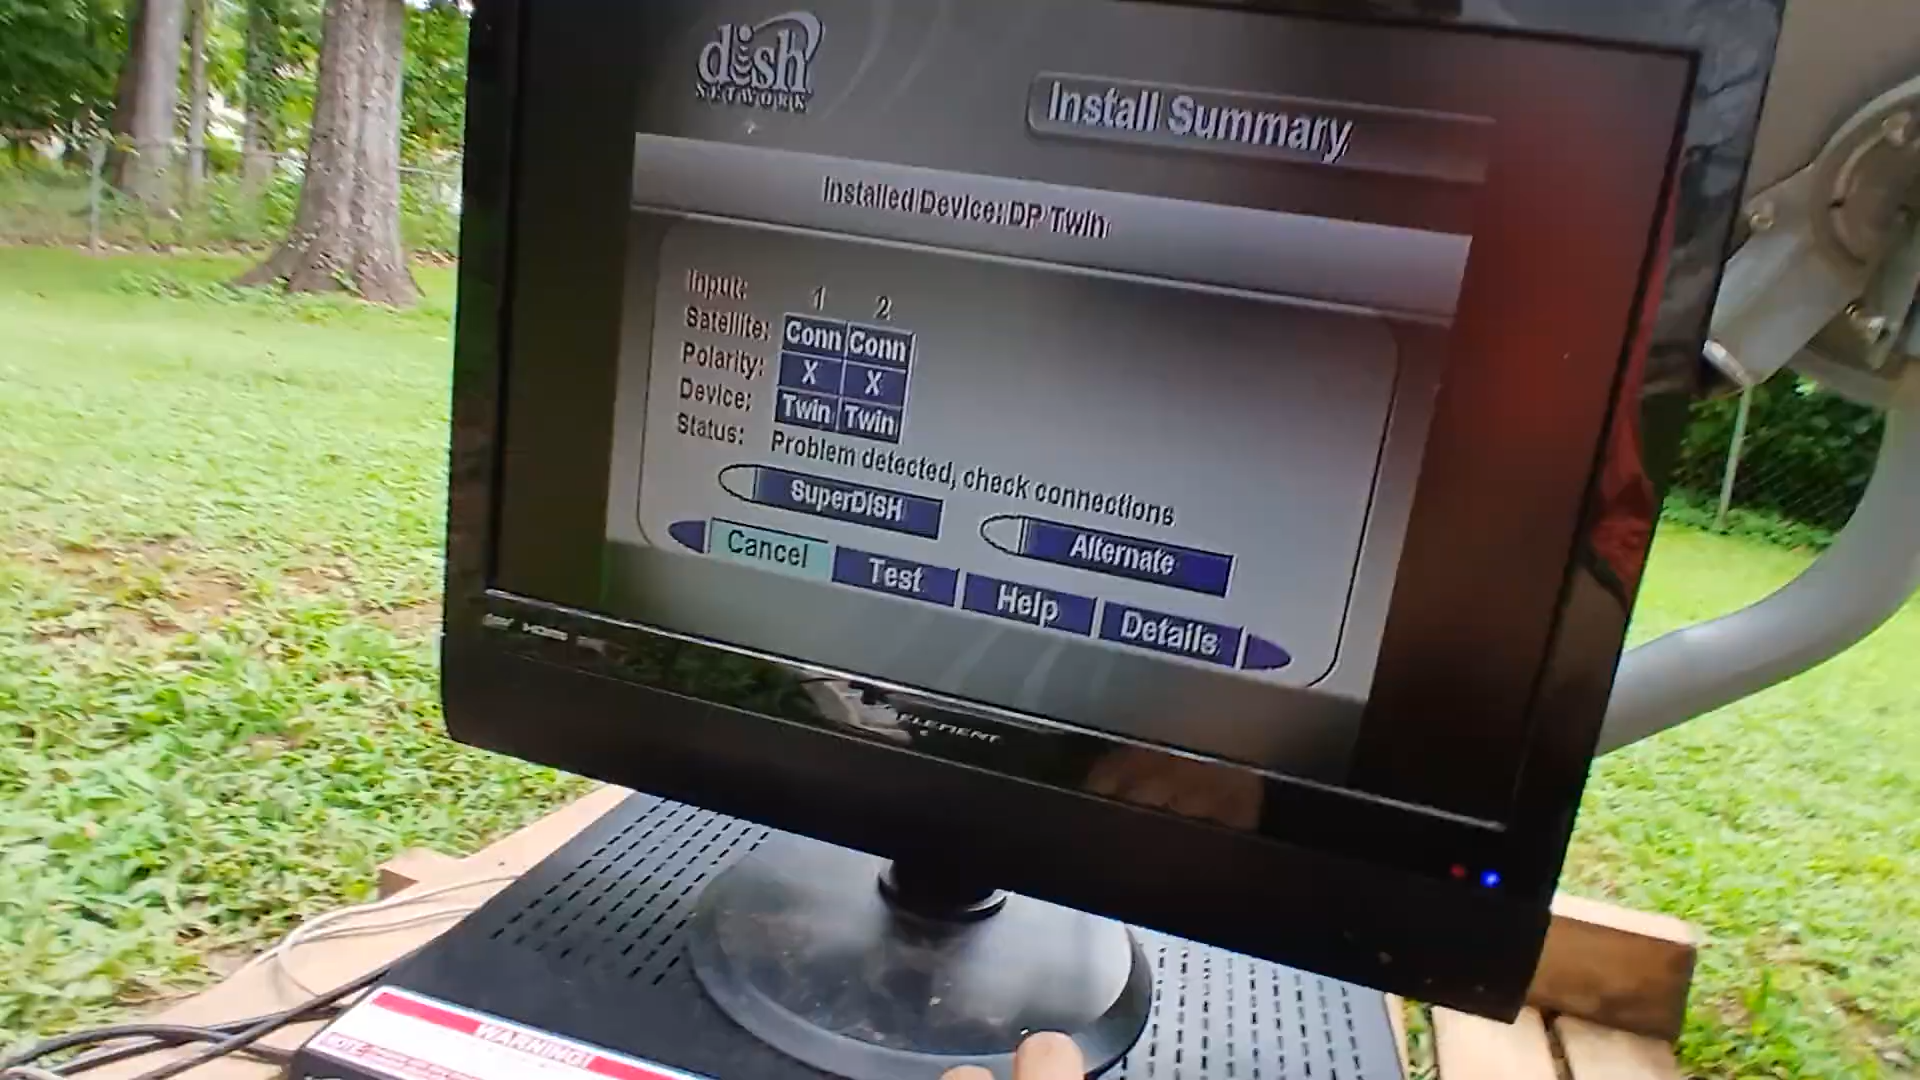 dish
NETWORK
Install Summary
Installed Device: DP Twin
Input: 1 2
Satellite: Conn Conn
Polarity: X X
Device: Twin Twin
Status: Problem detected, check connections
SuperDISH
Alternate
Cancel Test Help Details
HDMI
ELEMENT
WARNING!